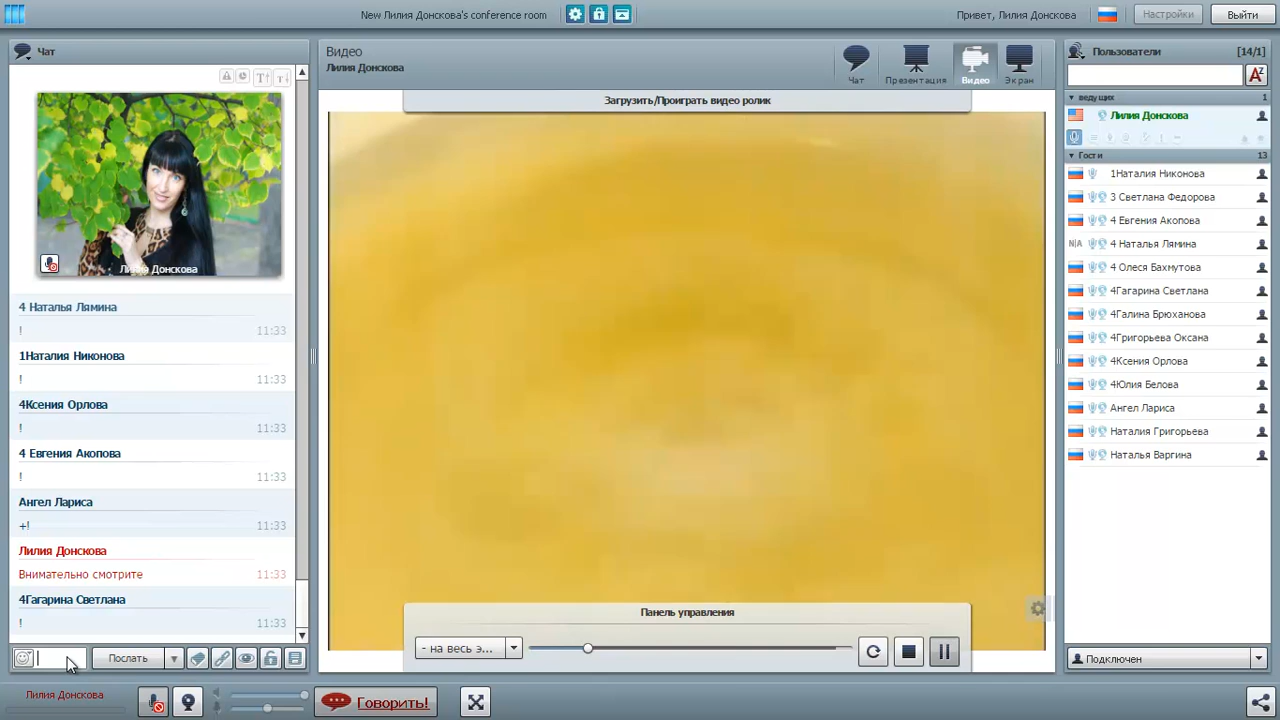 New Лилия Донскова's conference room
Привет, Лилия Донскова
Настройки
Выйти
Чат
T↑ T↓
Лилия Донскова
4 Наталья Лямина
! 11:33
1Наталия Никонова
! 11:33
4Ксения Орлова
! 11:33
4 Евгения Акопова
! 11:33
Ангел Лариса
+! 11:33
Лилия Донскова
Внимательно смотрите 11:33
4Гагарина Светлана
! 11:33
Послать
Видео
Лилия Донскова
Чат
Презентация
Видео
Экран
Загрузить/Проиграть видео ролик
Панель управления
- на весь э...
Пользователи [14/1]
AZ
ведущих 1
Лилия Донскова
Гости 13
1Наталия Никонова
3 Светлана Федорова
4 Евгения Акопова
N|A 4 Наталья Лямина
4 Олеся Бахмутова
4Гагарина Светлана
4Галина Брюханова
4Григорьева Оксана
4Ксения Орлова
4Юлия Белова
Ангел Лариса
Наталия Григорьева
Наталья Варгина
Подключен
Лилия Донскова
Говорить!